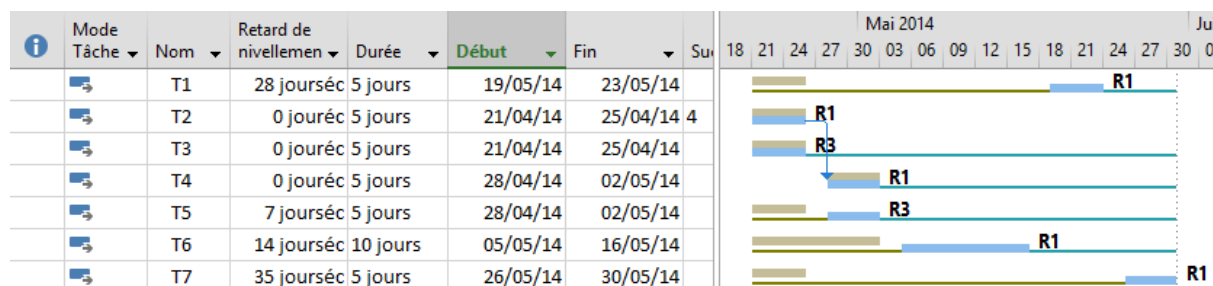 Mode Tâche Nom Retard de nivellemen Durée Début Fin Su
Mai 2014 Ju
18 21 24 27 30 03 06 09 12 15 18 21 24 27 30 0
T1 28 jourséc 5 jours 19/05/14 23/05/14 R1
T2 0 jouréc 5 jours 21/04/14 25/04/14 4 R1
T3 0 jouréc 5 jours 21/04/14 25/04/14 R3
T4 0 jouréc 5 jours 28/04/14 02/05/14 R1
T5 7 jourséc 5 jours 28/04/14 02/05/14 R3
T6 14 jourséc 10 jours 05/05/14 16/05/14 R1
T7 35 jourséc 5 jours 26/05/14 30/05/14 R1